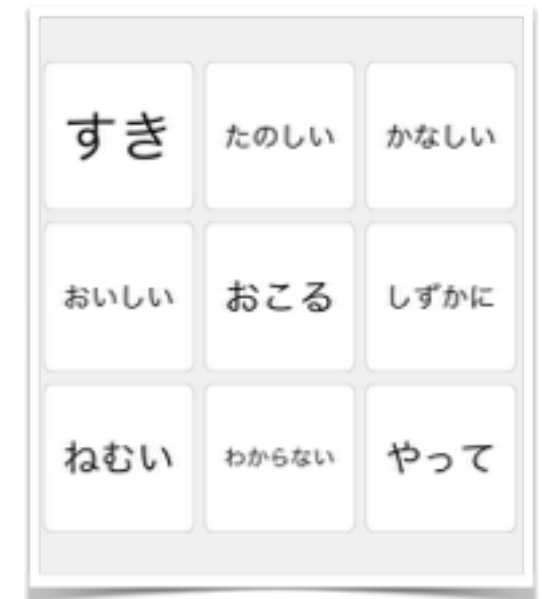 すき たのしい かなしい
おいしい おこる しずかに
ねむい わからない やって